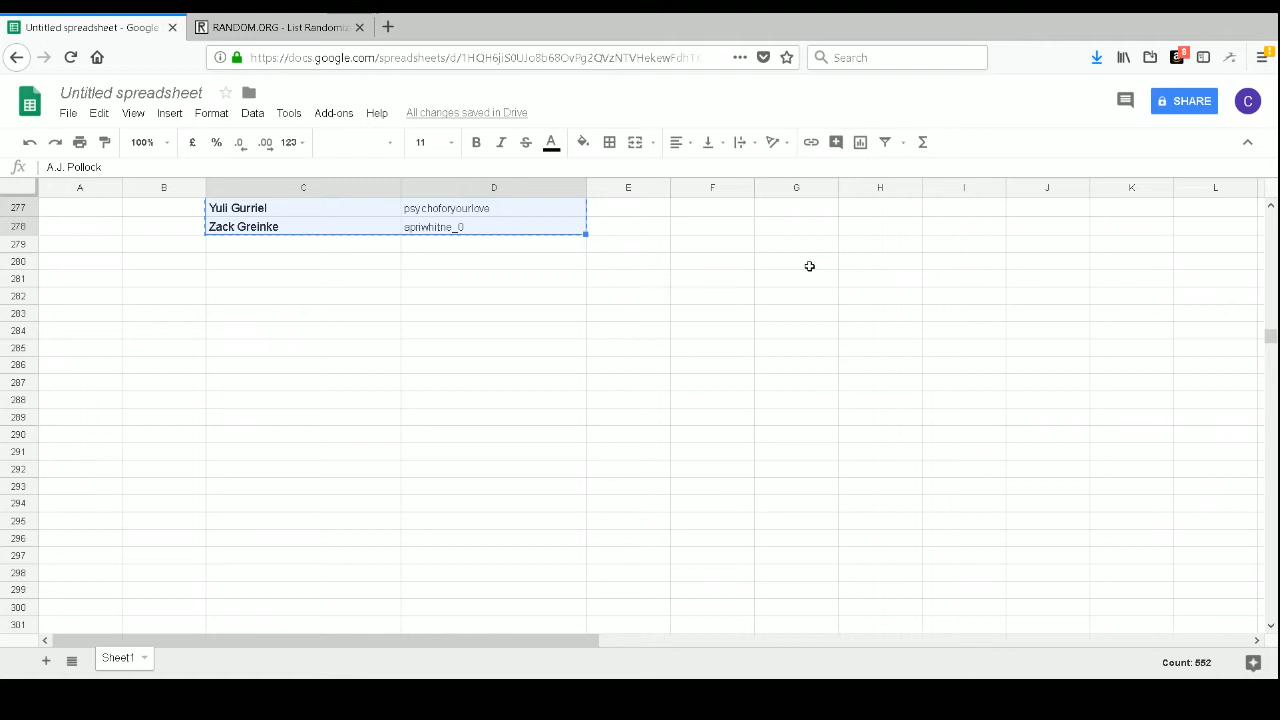 Untitled spreadsheet - Google
RANDOM.ORG - List Randomiz
Search
8
Untitled spreadsheet
File Edit View Insert Format Data Tools Add-ons Help All changes saved in Drive
SHARE
C
100% £ % .0 .00 123 11 B I S A
fx A.J. Pollock
A B C D E F G H I J K L
277 Yuli Gurriel psychoforyourlove
278 Zack Greinke apriwhitne_0
279
280
281
282
283
284
285
286
287
288
289
290
291
292
293
294
295
296
297
298
299
300
301
Sheet1
Count: 552